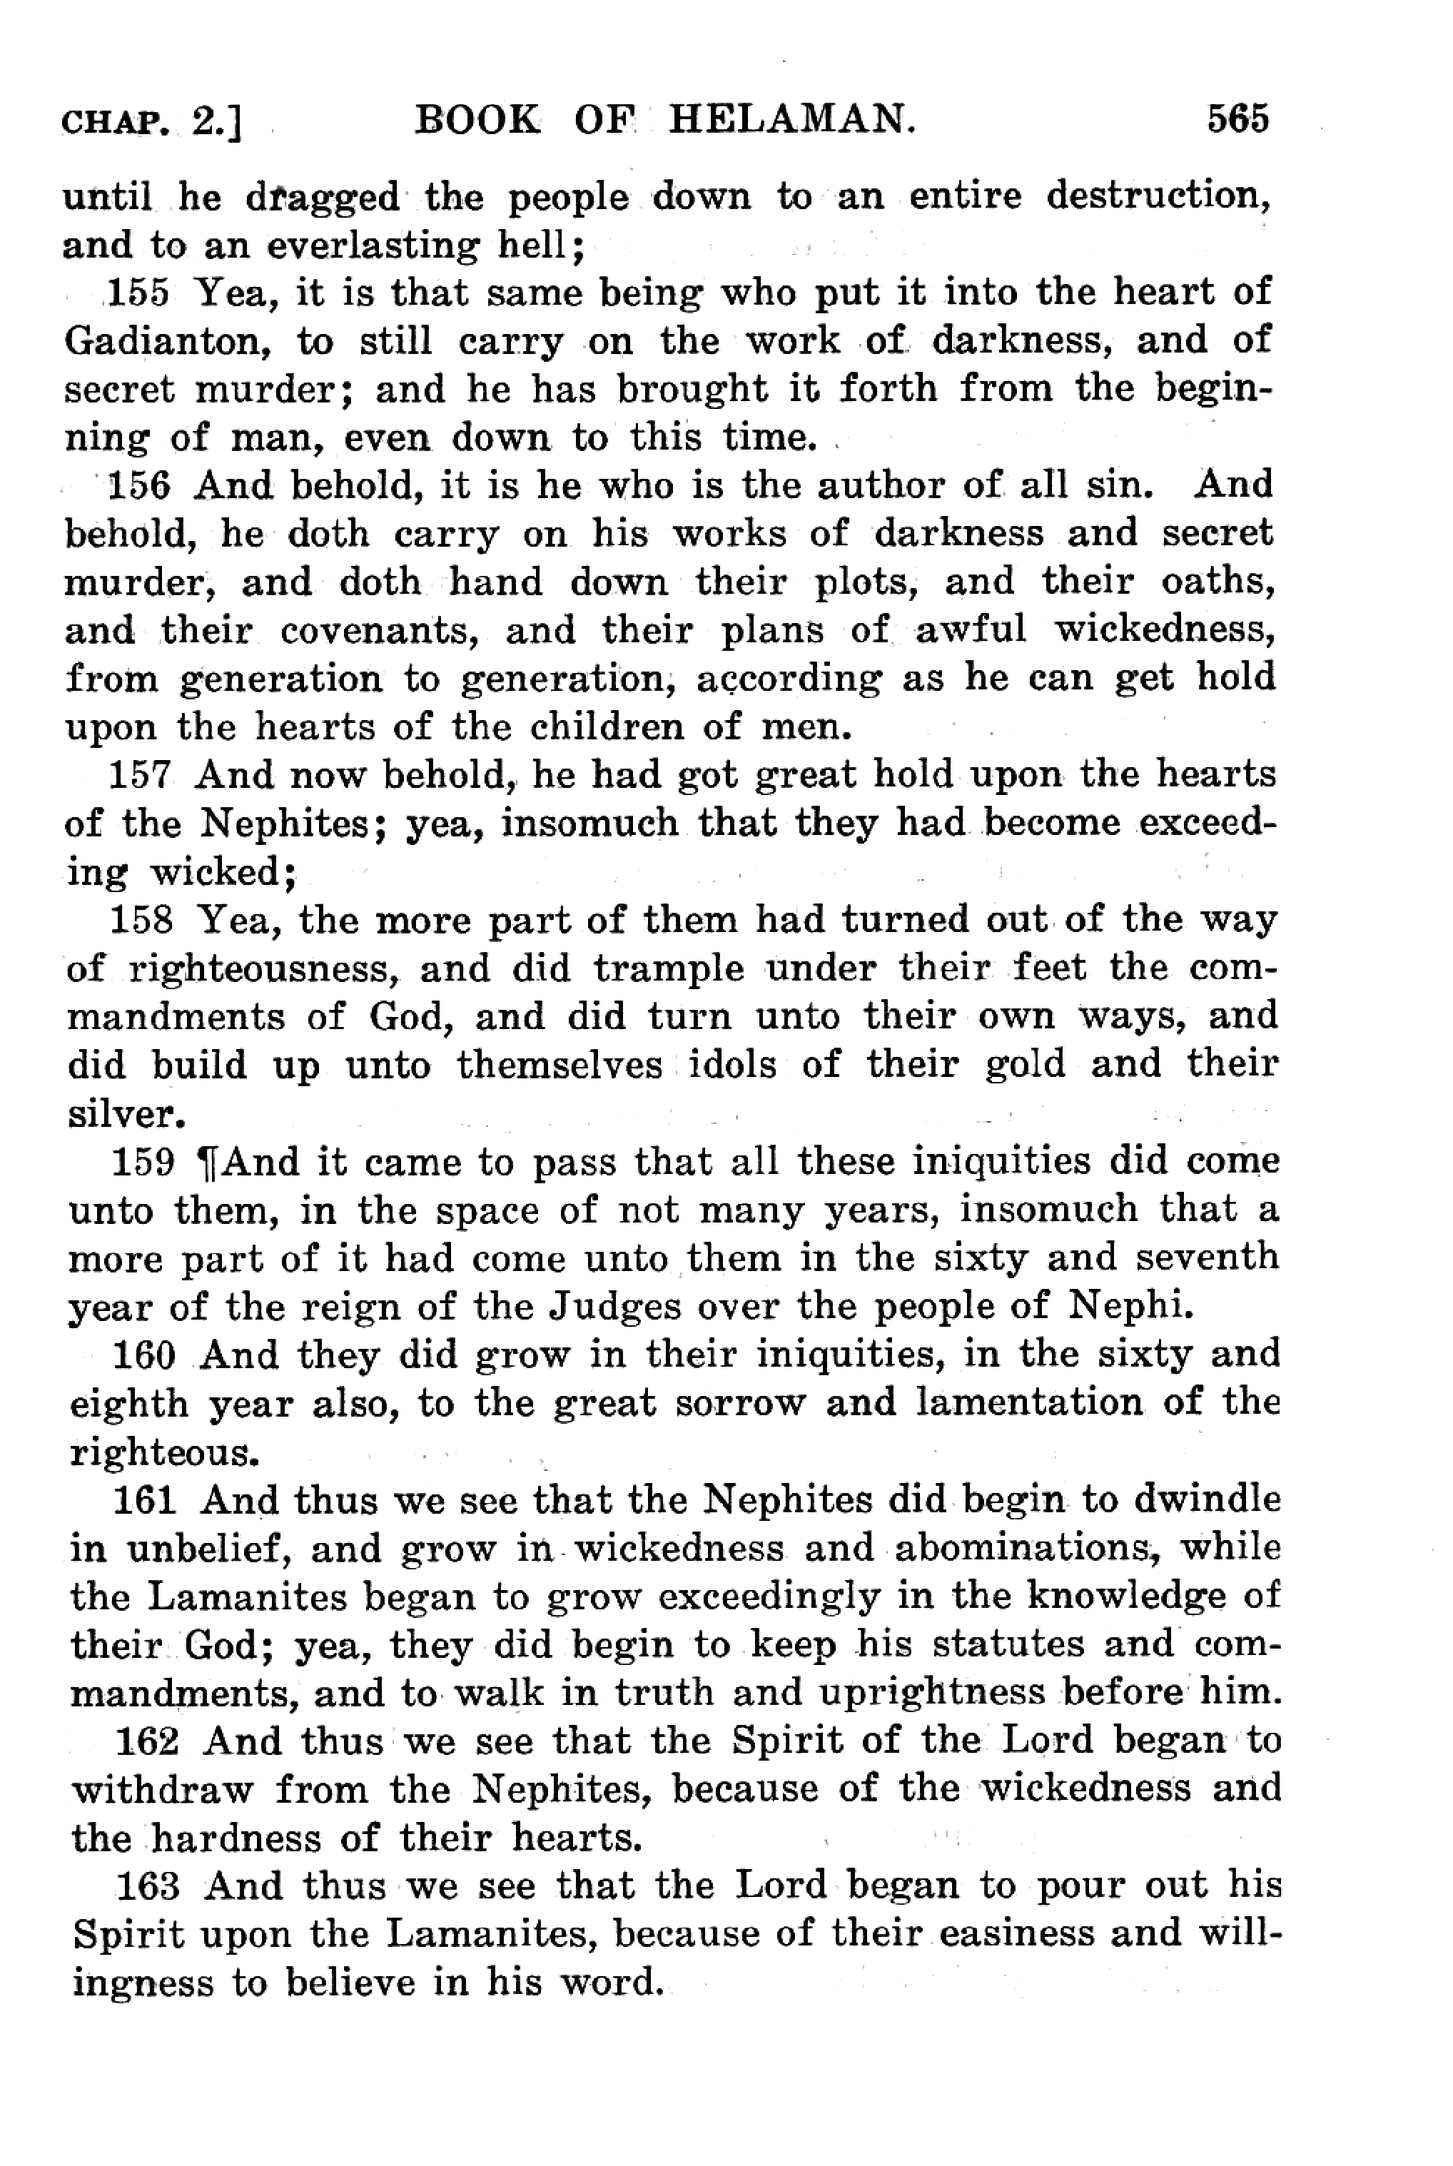 CHAP. 2.] BOOK OF HELAMAN. 565
until he dragged the people down to an entire destruction,
and to an everlasting hell;
155 Yea, it is that same being who put it into the heart of
Gadianton, to still carry on the work of darkness, and of
secret murder; and he has brought it forth from the begin-
ning of man, even down to this time.
156 And behold, it is he who is the author of all sin. And
behold, he doth carry on his works of darkness and secret
murder, and doth hand down their plots, and their oaths,
and their covenants, and their plans of awful wickedness,
from generation to generation, according as he can get hold
upon the hearts of the children of men.
157 And now behold, he had got great hold upon the hearts
of the Nephites; yea, insomuch that they had become exceed-
ing wicked;
158 Yea, the more part of them had turned out of the way
of righteousness, and did trample under their feet the com-
mandments of God, and did turn unto their own ways, and
did build up unto themselves idols of their gold and their
silver.
159 ¶And it came to pass that all these iniquities did come
unto them, in the space of not many years, insomuch that a
more part of it had come unto them in the sixty and seventh
year of the reign of the Judges over the people of Nephi.
160 And they did grow in their iniquities, in the sixty and
eighth year also, to the great sorrow and lamentation of the
righteous.
161 And thus we see that the Nephites did begin to dwindle
in unbelief, and grow in wickedness and abominations, while
the Lamanites began to grow exceedingly in the knowledge of
their God; yea, they did begin to keep his statutes and com-
mandments, and to walk in truth and uprightness before him.
162 And thus we see that the Spirit of the Lord began to
withdraw from the Nephites, because of the wickedness and
the hardness of their hearts.
163 And thus we see that the Lord began to pour out his
Spirit upon the Lamanites, because of their easiness and will-
ingness to believe in his word.